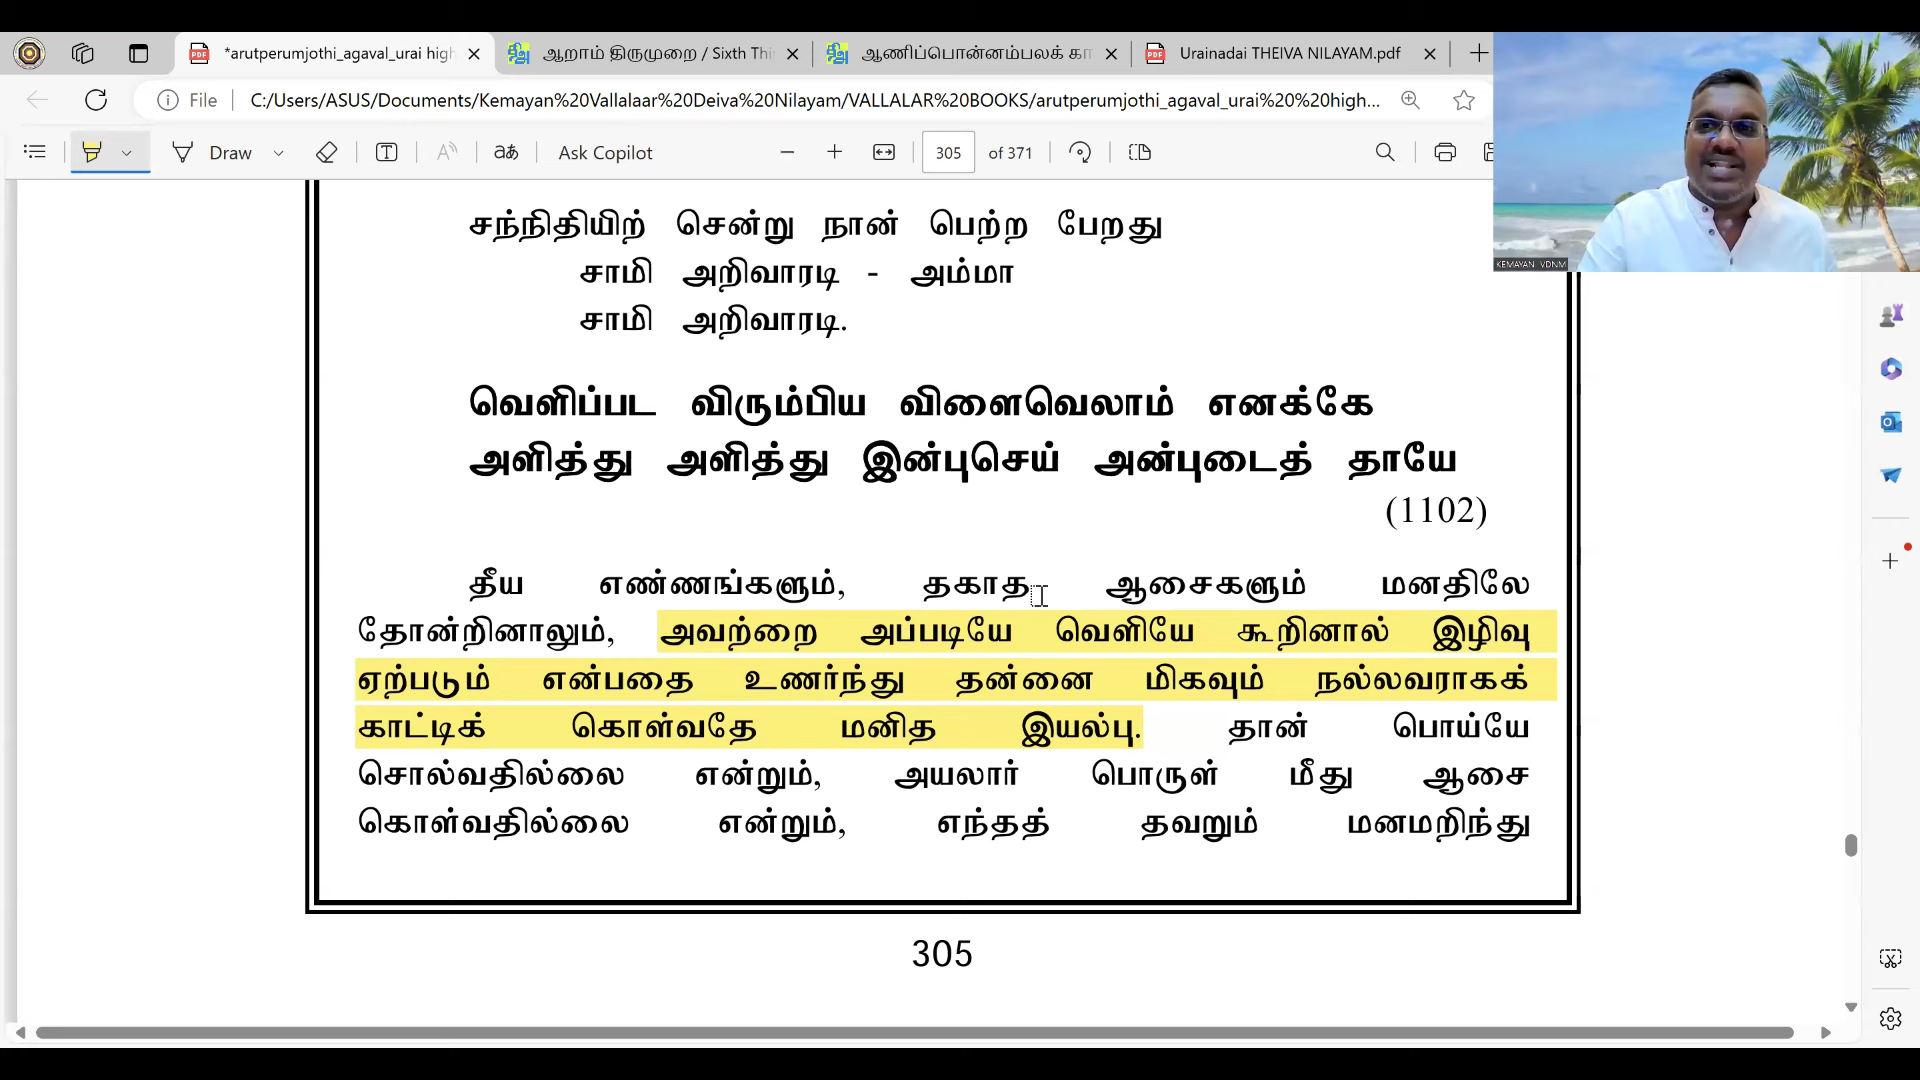 *arutperumjothi_agaval_urai high
ஆறாம் திருமுறை / Sixth Thi
ஆணிப்பொன்னம்பலக் கா
Urainadai THEIVA NILAYAM.pdf
File
C:/Users/ASUS/Documents/Kemayan%20Vallalaar%20Deiva%20Nilayam/VALLALAR%20BOOKS/arutperumjothi_agaval_urai%20%20high...
Draw
Ask Copilot
305 of 371
KEMAYAN VDNM
சந்நிதியிற் சென்று நான் பெற்ற பேறது
சாமி அறிவாரடி - அம்மா
சாமி அறிவாரடி.
வெளிப்பட விரும்பிய விளைவெலாம் எனக்கே
அளித்து அளித்து இன்புசெய் அன்புடைத் தாயே
(1102)
தீய எண்ணங்களும், தகாத ஆசைகளும் மனதிலே
தோன்றினாலும், அவற்றை அப்படியே வெளியே கூறினால் இழிவு
ஏற்படும் என்பதை உணர்ந்து தன்னை மிகவும் நல்லவராகக்
காட்டிக் கொள்வதே மனித இயல்பு. தான் பொய்யே
சொல்வதில்லை என்றும், அயலார் பொருள் மீது ஆசை
கொள்வதில்லை என்றும், எந்தத் தவறும் மனமறிந்து
305